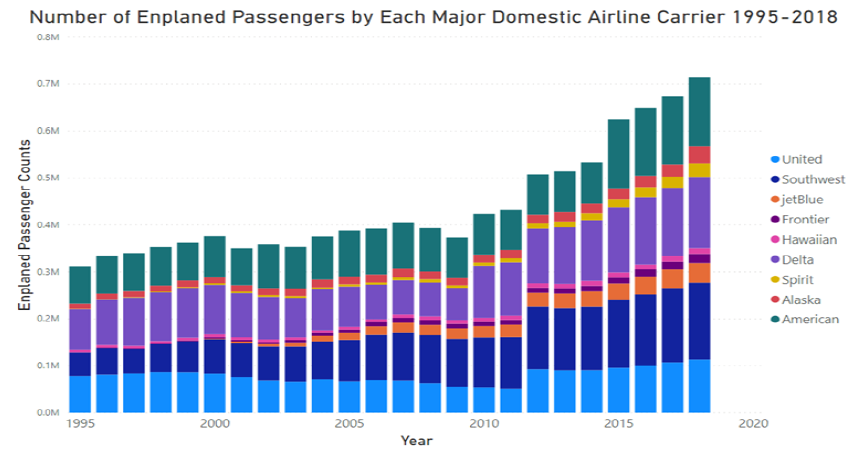 Number of Enplaned Passengers by Each Major Domestic Airline Carrier 1995-2018
0.8M
0.7M
0.6M
0.5M
0.4M
0.3M
0.2M
0.1M
0.0M
Enplaned Passenger Counts
1995 2000 2005 2010 2015 2020
Year
United
Southwest
jetBlue
Frontier
Hawaiian
Delta
Spirit
Alaska
American